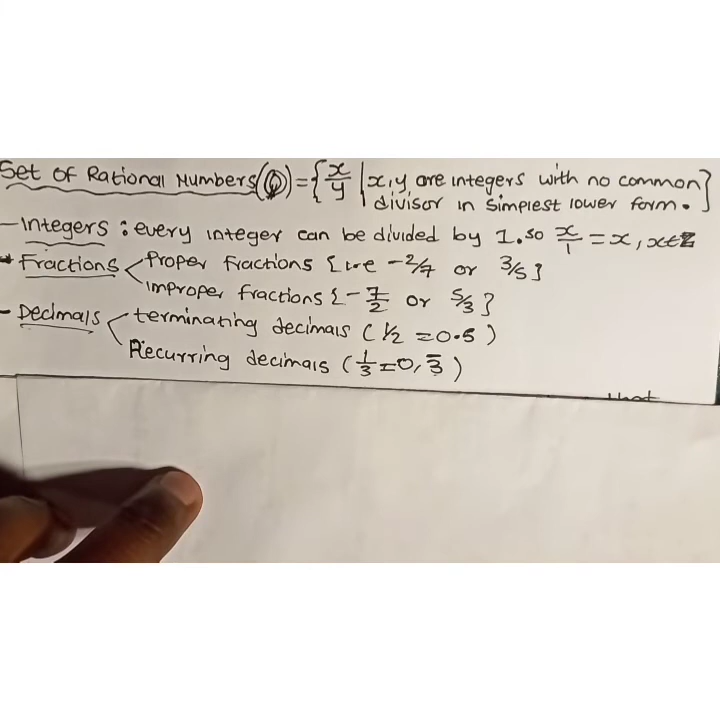 Set of Rational Numbers (Q) = { x/y | x, y, are integers with no common }
divisor in simplest lower form.
- Integers : every integer can be divided by 1. so x/1 = x, x ∈ Z
Fractions < Proper fractions { i.e -2/7 or 3/5 }
Improper fractions { -7/2 or 5/3 }
- Decimals < terminating decimals ( 1/2 = 0.5 )
Recurring decimals ( 1/3 = 0,3̅ )